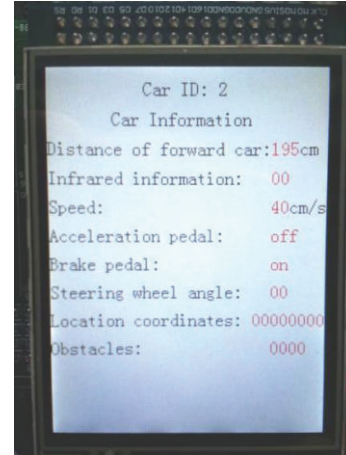 Car ID: 2
Car Information
Distance of forward car:195cm
Infrared information: 00
Speed: 40cm/s
Acceleration pedal: off
Brake pedal: on
Steering wheel angle: 00
Location coordinates: 00000000
Obstacles: 0000